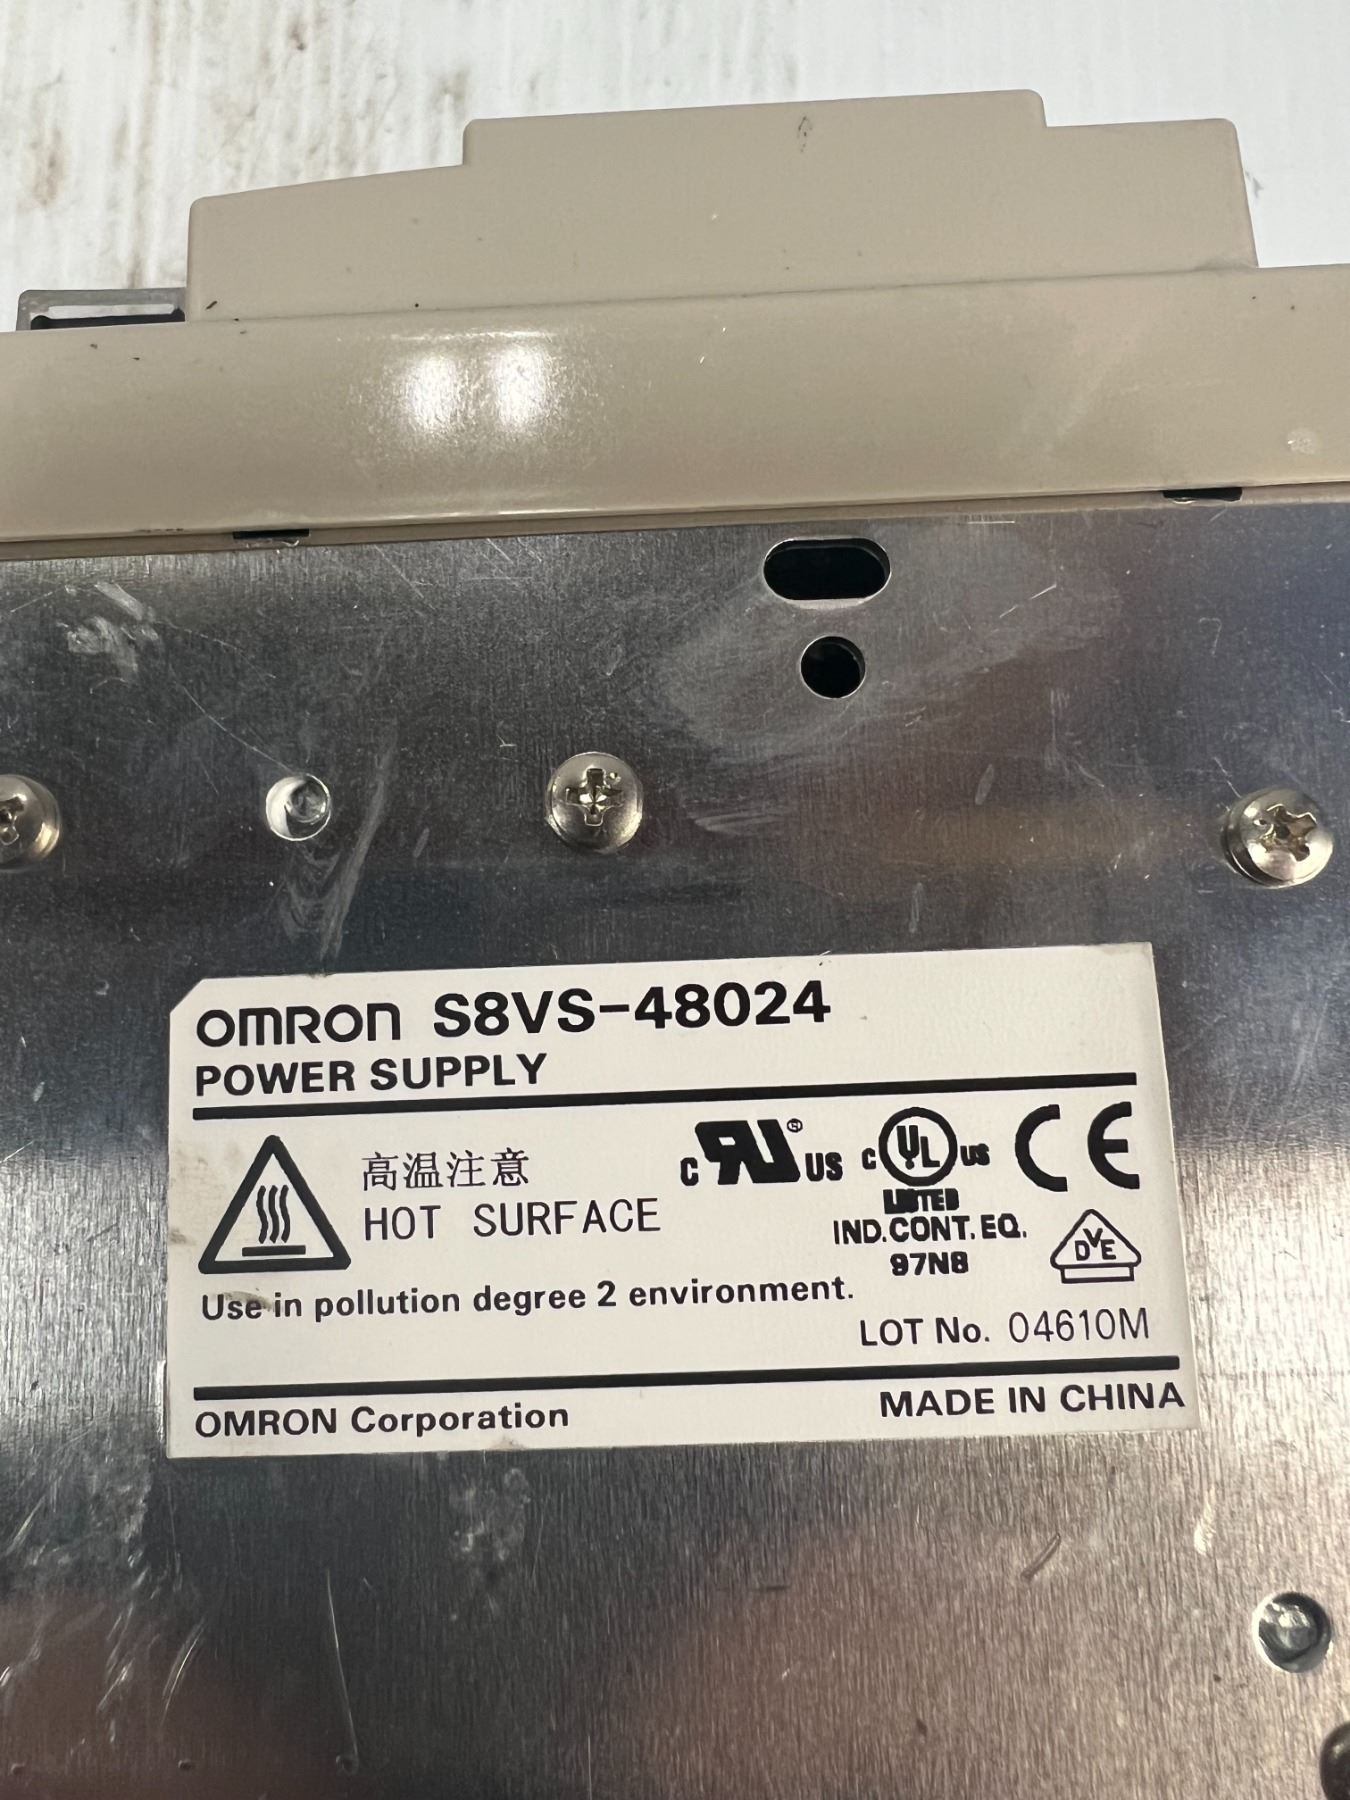 OMRON S8VS-48024
POWER SUPPLY
高温注意
HOT SURFACE
c RU US
c UL US
LISTED
IND.CONT.EQ.
97N8
CE
DVE
Use in pollution degree 2 environment.
LOT No. 04610M
OMRON Corporation
MADE IN CHINA